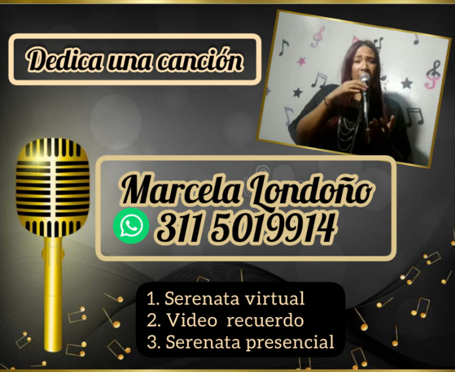 Dedica una canción
Marcela Londoño
311 5019914
1. Serenata virtual
2. Video recuerdo
3. Serenata presencial